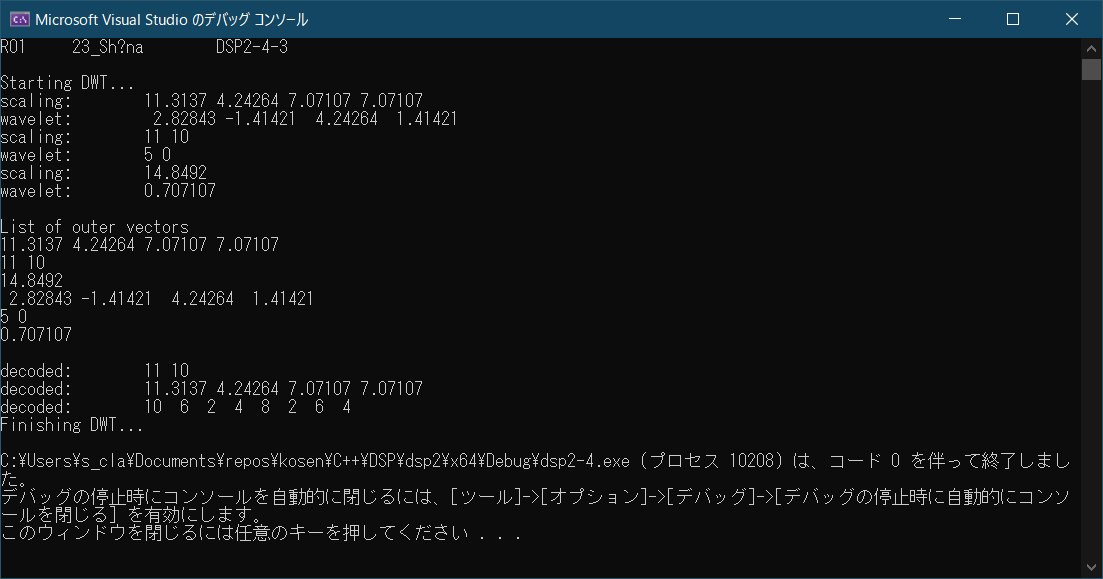 Microsoft Visual Studio のデバッグ コンソール
R01     23_Sh?na        DSP2-4-3
Starting DWT...
scaling:        11.3137 4.24264 7.07107 7.07107
wavelet:         2.82843 -1.41421  4.24264  1.41421
scaling:        11 10
wavelet:        5 0
scaling:        14.8492
wavelet:        0.707107
List of outer vectors
11.3137 4.24264 7.07107 7.07107
11 10
14.8492
 2.82843 -1.41421  4.24264  1.41421
5 0
0.707107
decoded:        11 10
decoded:        11.3137 4.24264 7.07107 7.07107
decoded:        10  6  2  4  8  2  6  4
Finishing DWT...
C:¥Users¥s_cla¥Documents¥repos¥kosen¥C++¥DSP¥dsp2¥x64¥Debug¥dsp2-4.exe (プロセス 10208) は、コード 0 を伴って終了しまし
た。
デバッグの停止時にコンソールを自動的に閉じるには、[ツール]->[オプション]->[デバッグ]->[デバッグの停止時に自動的にコンソ
ールを閉じる] を有効にします。
このウィンドウを閉じるには任意のキーを押してください . . .